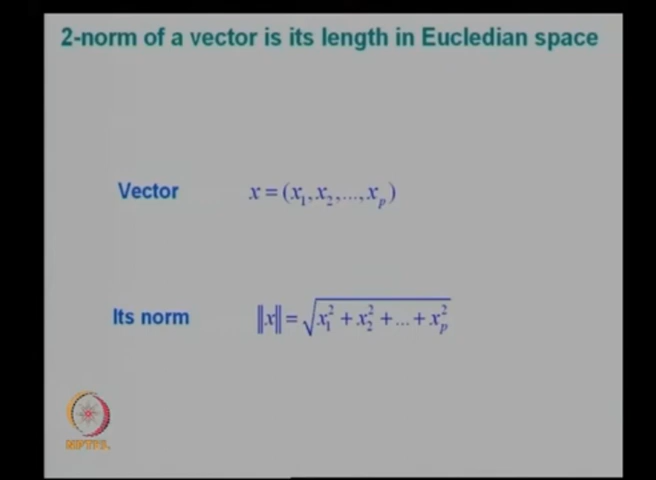 2-norm of a vector is its length in Eucledian space
Vector x = (x₁, x₂, ..., xₚ)
Its norm ‖x‖ = √(x₁² + x₂² + ... + xₚ²)
NPTEL